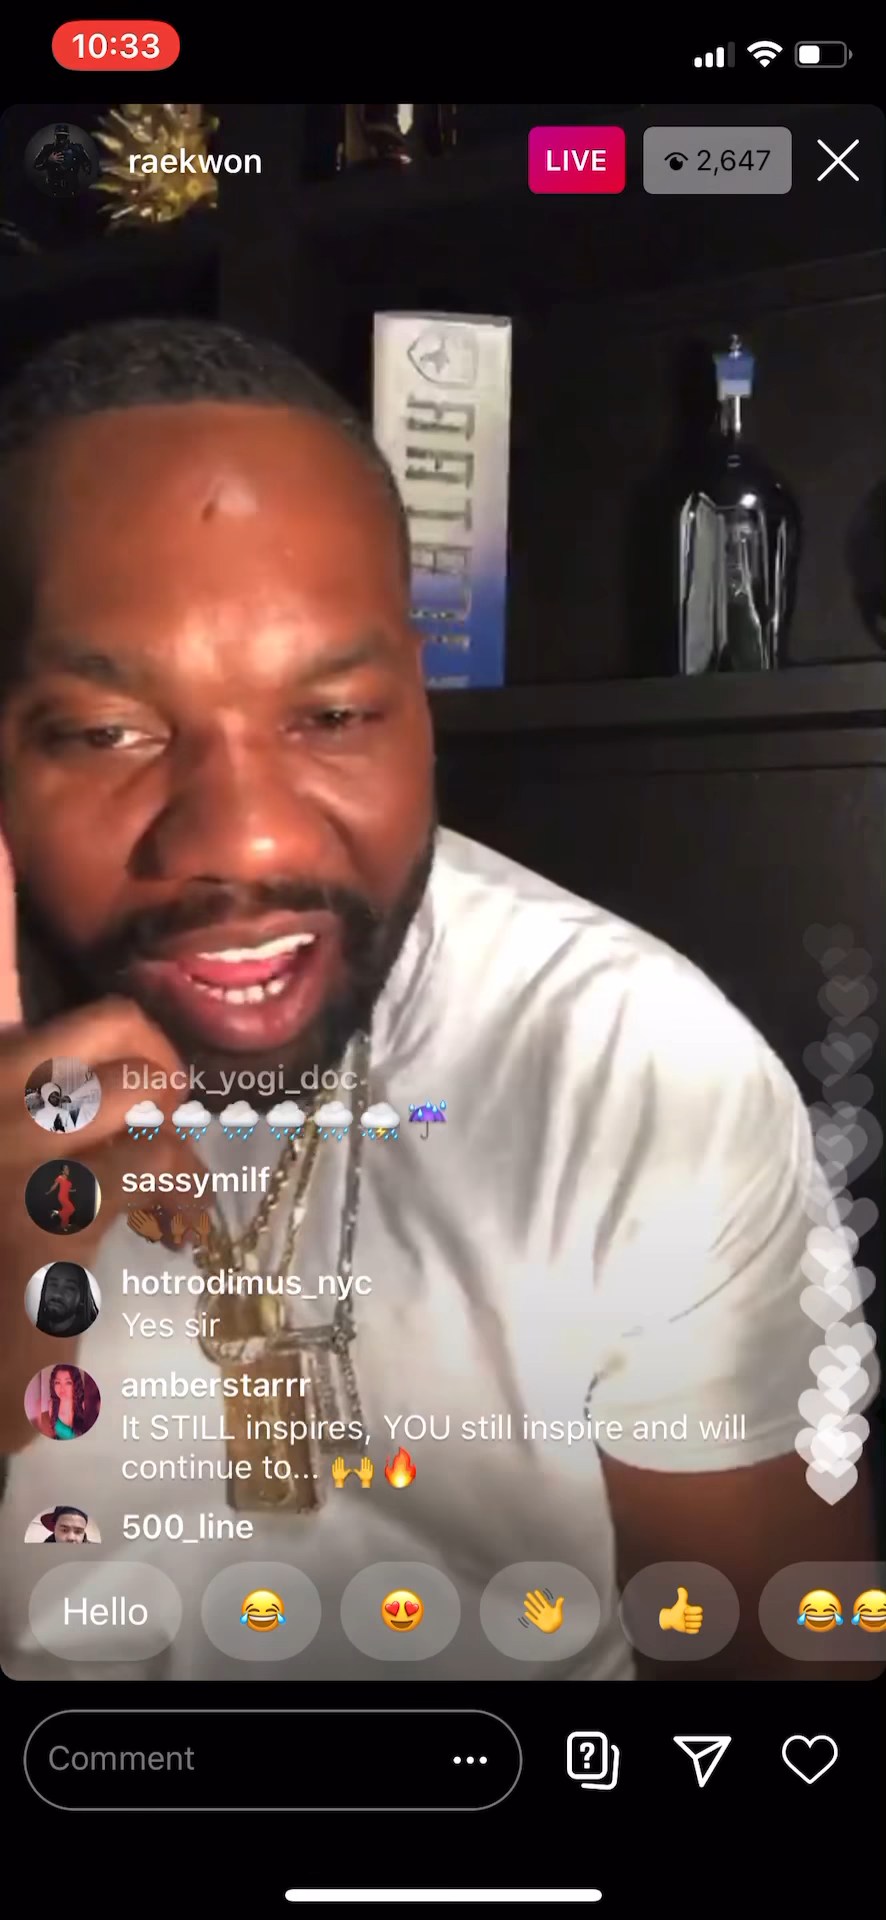 10:33
raekwon
LIVE
2,647
black_yogi_doc
🌧️🌧️🌧️🌧️🌧️⛈️☔
sassymilf
👏🏾🙌🏾
hotrodimus_nyc
Yes sir
amberstarrr
It STILL inspires, YOU still inspire and will
continue to... 🙌🔥
500_line
Hello 😂 😍 👋 👍 😂😂
Comment